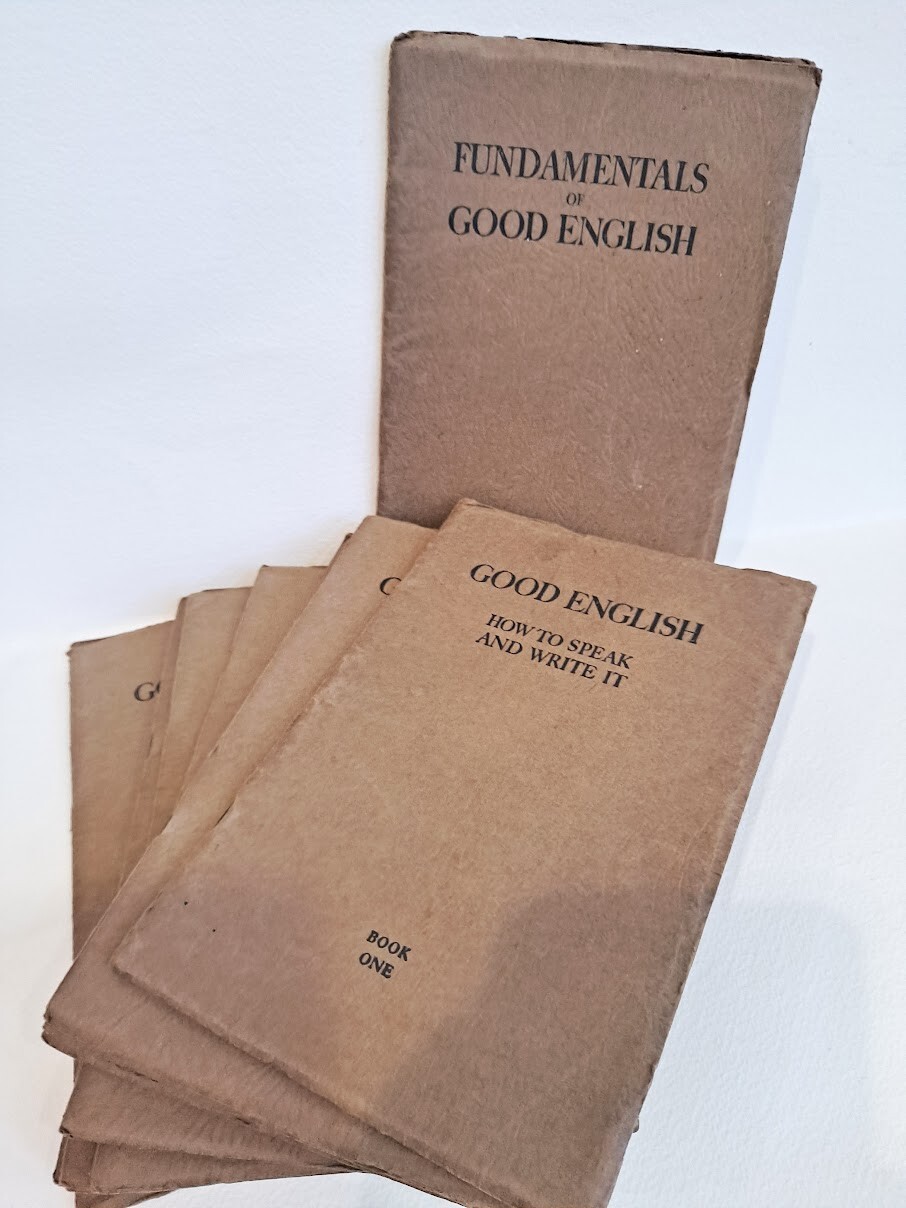 FUNDAMENTALS
OF
GOOD ENGLISH
GOOD ENGLISH
HOW TO SPEAK
AND WRITE IT
BOOK
ONE